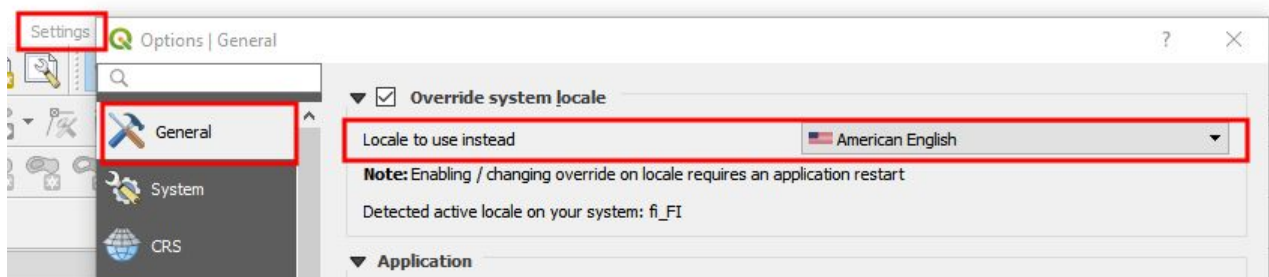 Settings
Options | General
?
General
System
CRS
Override system locale
Locale to use instead
American English
Note: Enabling / changing override on locale requires an application restart
Detected active locale on your system: fi_FI
Application